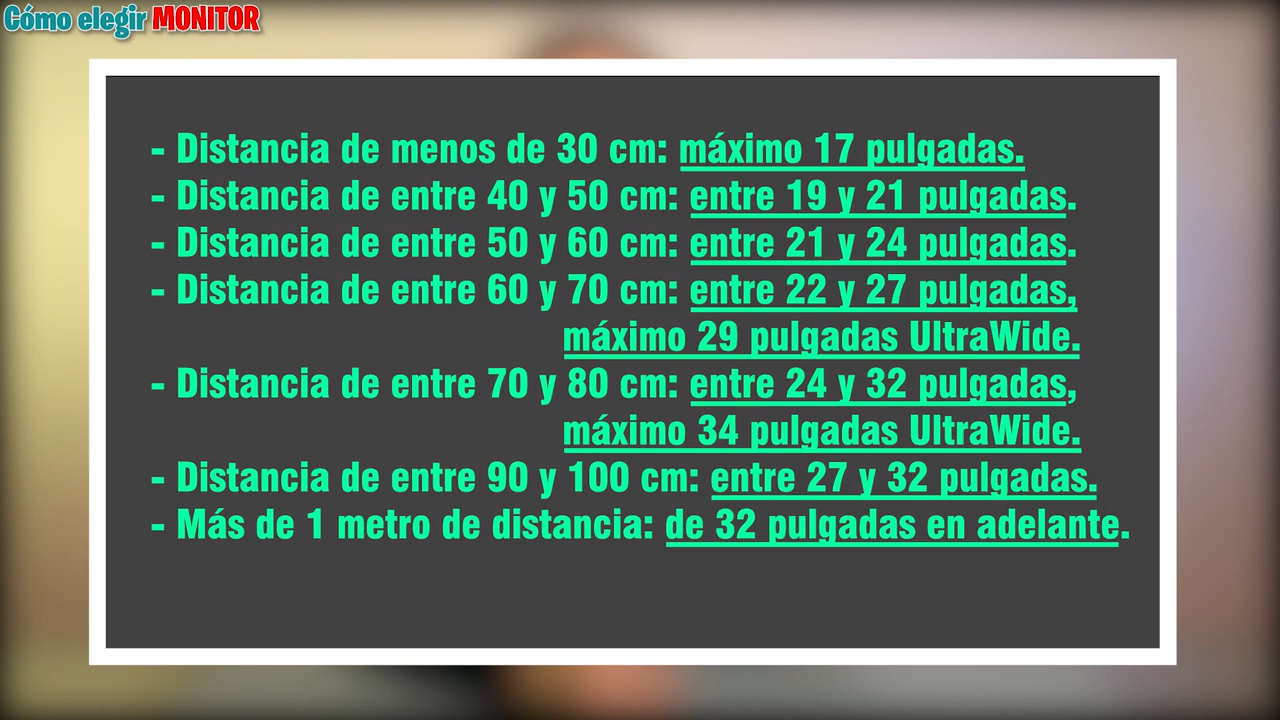 Cómo elegir MONITOR
- Distancia de menos de 30 cm: máximo 17 pulgadas.
- Distancia de entre 40 y 50 cm: entre 19 y 21 pulgadas.
- Distancia de entre 50 y 60 cm: entre 21 y 24 pulgadas.
- Distancia de entre 60 y 70 cm: entre 22 y 27 pulgadas,
máximo 29 pulgadas UltraWide.
- Distancia de entre 70 y 80 cm: entre 24 y 32 pulgadas,
máximo 34 pulgadas UltraWide.
- Distancia de entre 90 y 100 cm: entre 27 y 32 pulgadas.
- Más de 1 metro de distancia: de 32 pulgadas en adelante.